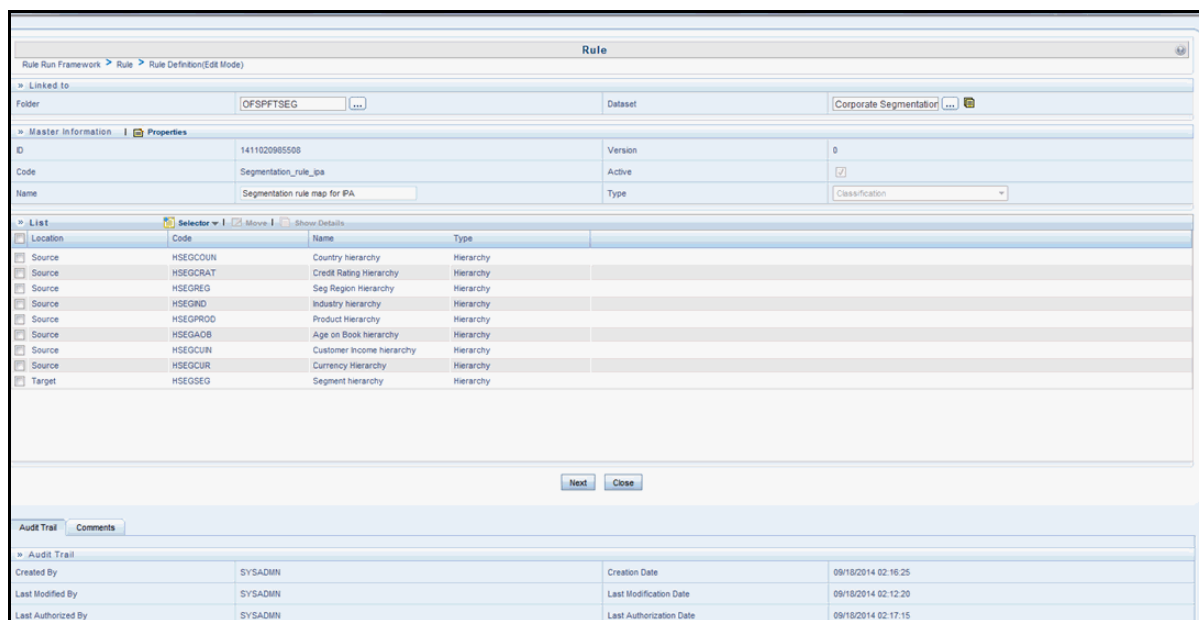 Rule
Rule Run Framework > Rule > Rule Definition(Edit Mode)
» Linked to
Folder OFSPFTSEG ... Dataset Corporate Segmentation ...
» Master Information | Properties
ID 1411020985508 Version 0
Code Segmentation_rule_ipa Active
Name Segmentation rule map for IPA Type Classification
» List Selector | Move | Show Details
Location Code Name Type
Source HSEGCOUN Country hierarchy Hierarchy
Source HSEGCRAT Credit Rating Hierarchy Hierarchy
Source HSEGREG Seg Region Hierarchy Hierarchy
Source HSEGIND Industry hierarchy Hierarchy
Source HSEGPROD Product Hierarchy Hierarchy
Source HSEGAOB Age on Book hierarchy Hierarchy
Source HSEGCUIN Customer Income hierarchy Hierarchy
Source HSEGCUR Currency Hierarchy Hierarchy
Target HSEGSEG Segment hierarchy Hierarchy
Next Close
Audit Trail Comments
» Audit Trail
Created By SYSADMN Creation Date 09/18/2014 02:16:25
Last Modified By SYSADMN Last Modification Date 09/18/2014 02:12:20
Last Authorized By SYSADMN Last Authorization Date 09/18/2014 02:17:15